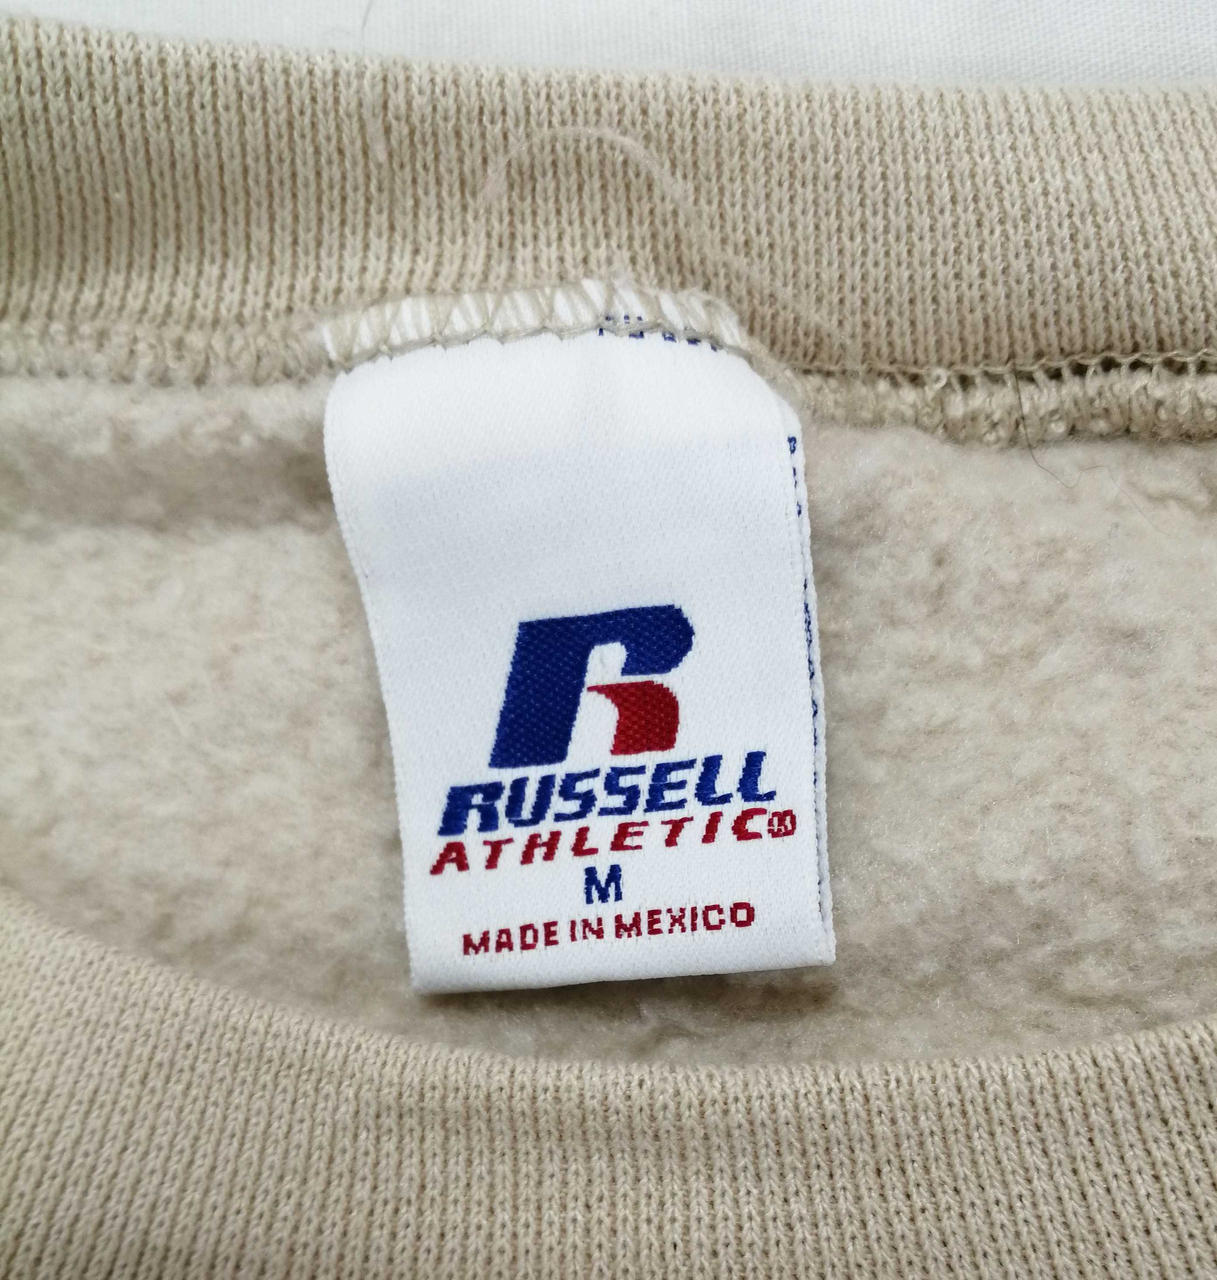 RUSSELL
ATHLETIC®
M
MADE IN MEXICO